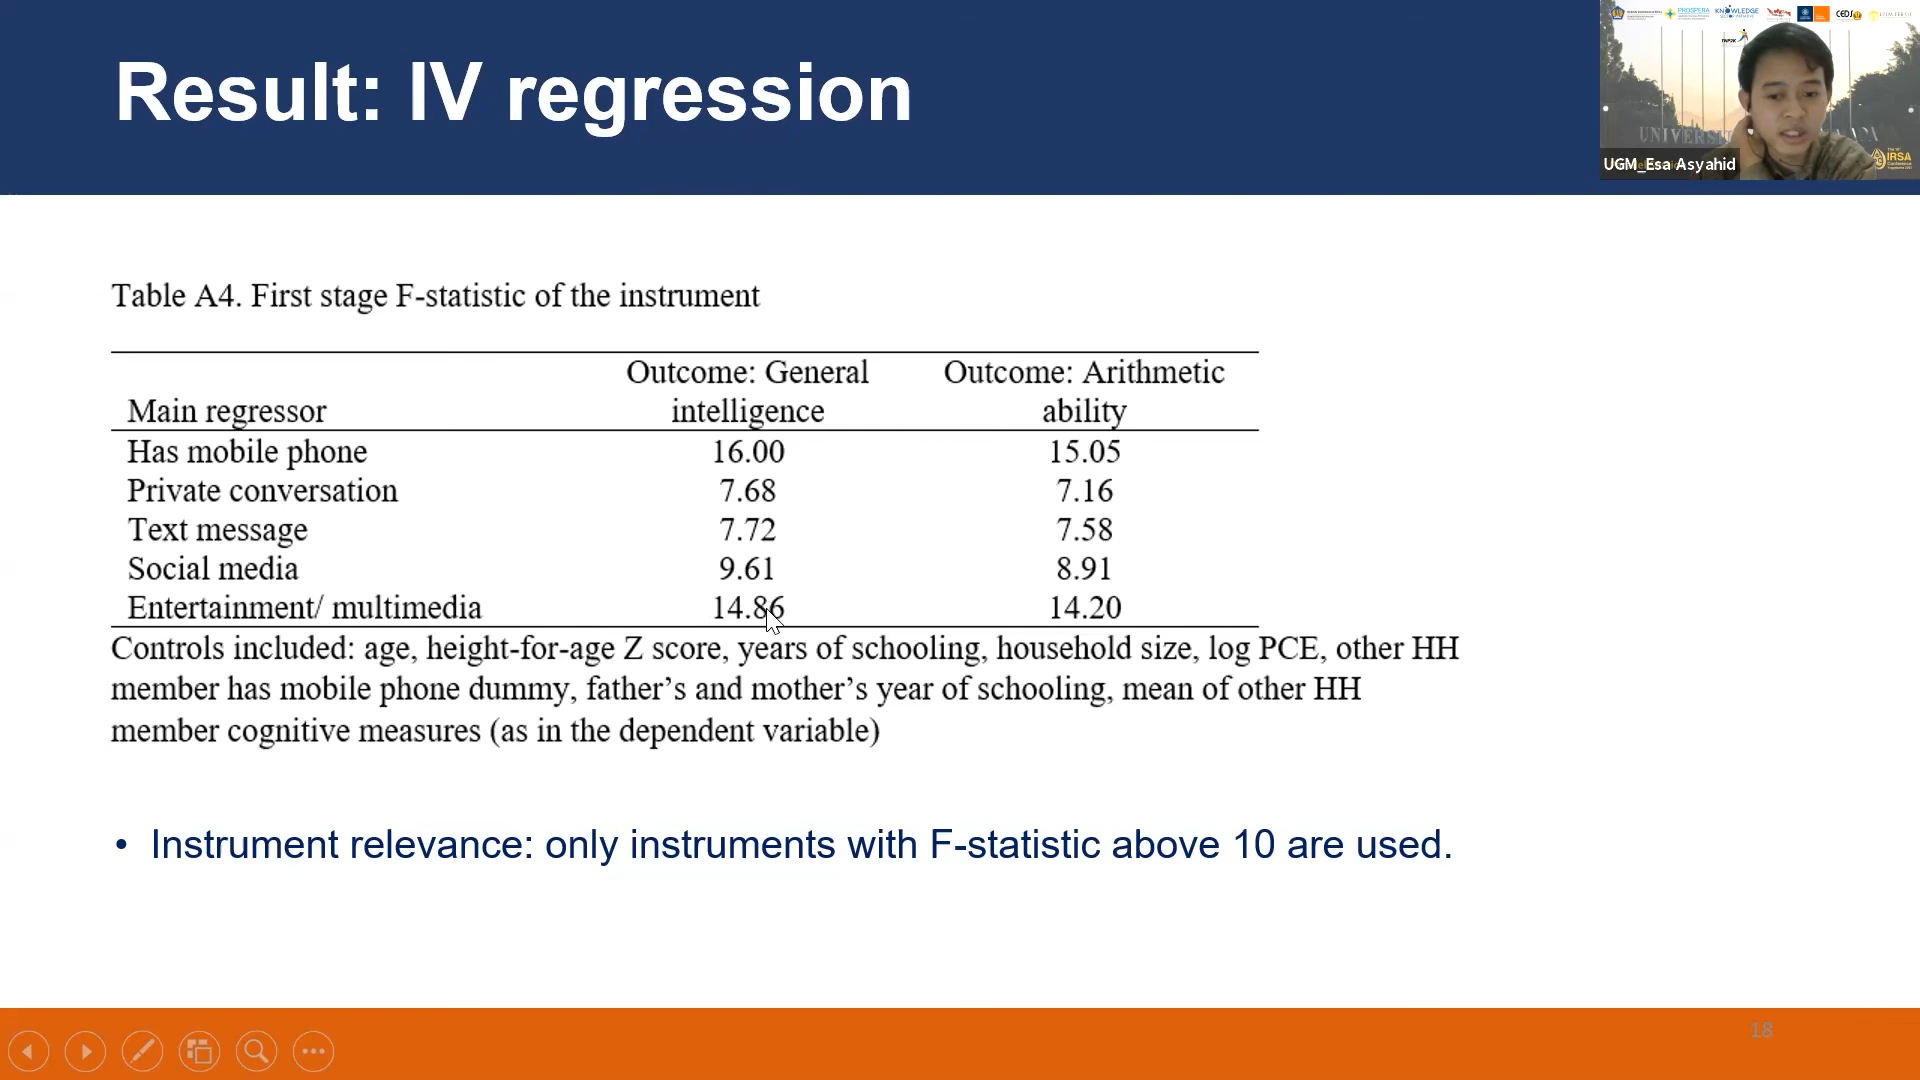 Result: IV regression
PROSPERA
KNOWLEDGE
CEDS
UNIVERSI
IRSA
UGM_Esa Asyahid
Table A4. First stage F-statistic of the instrument
Main regressor Outcome: General intelligence Outcome: Arithmetic ability
Has mobile phone 16.00 15.05
Private conversation 7.68 7.16
Text message 7.72 7.58
Social media 9.61 8.91
Entertainment/ multimedia 14.86 14.20
Controls included: age, height-for-age Z score, years of schooling, household size, log PCE, other HH
member has mobile phone dummy, father’s and mother’s year of schooling, mean of other HH
member cognitive measures (as in the dependent variable)
• Instrument relevance: only instruments with F-statistic above 10 are used.
18